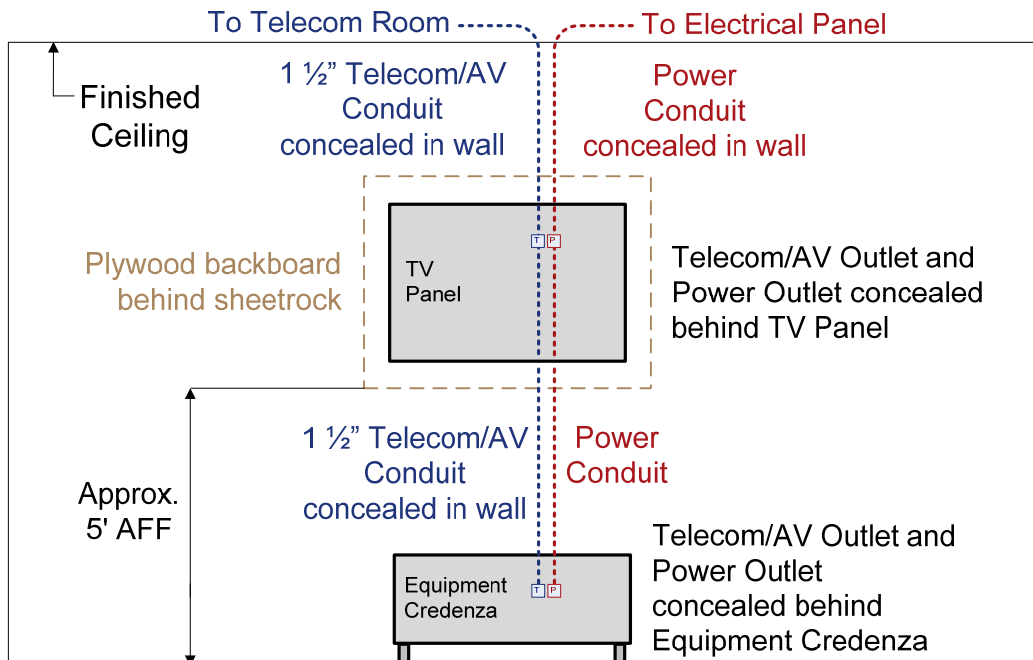 To Telecom Room
To Electrical Panel
1 ½” Telecom/AV
Conduit
concealed in wall
Power
Conduit
concealed in wall
Finished
Ceiling
Plywood backboard
behind sheetrock
TV
Panel
T
P
Telecom/AV Outlet and
Power Outlet concealed
behind TV Panel
1 ½” Telecom/AV
Conduit
concealed in wall
Power
Conduit
Approx.
5' AFF
Equipment
Credenza
T
P
Telecom/AV Outlet and
Power Outlet
concealed behind
Equipment Credenza